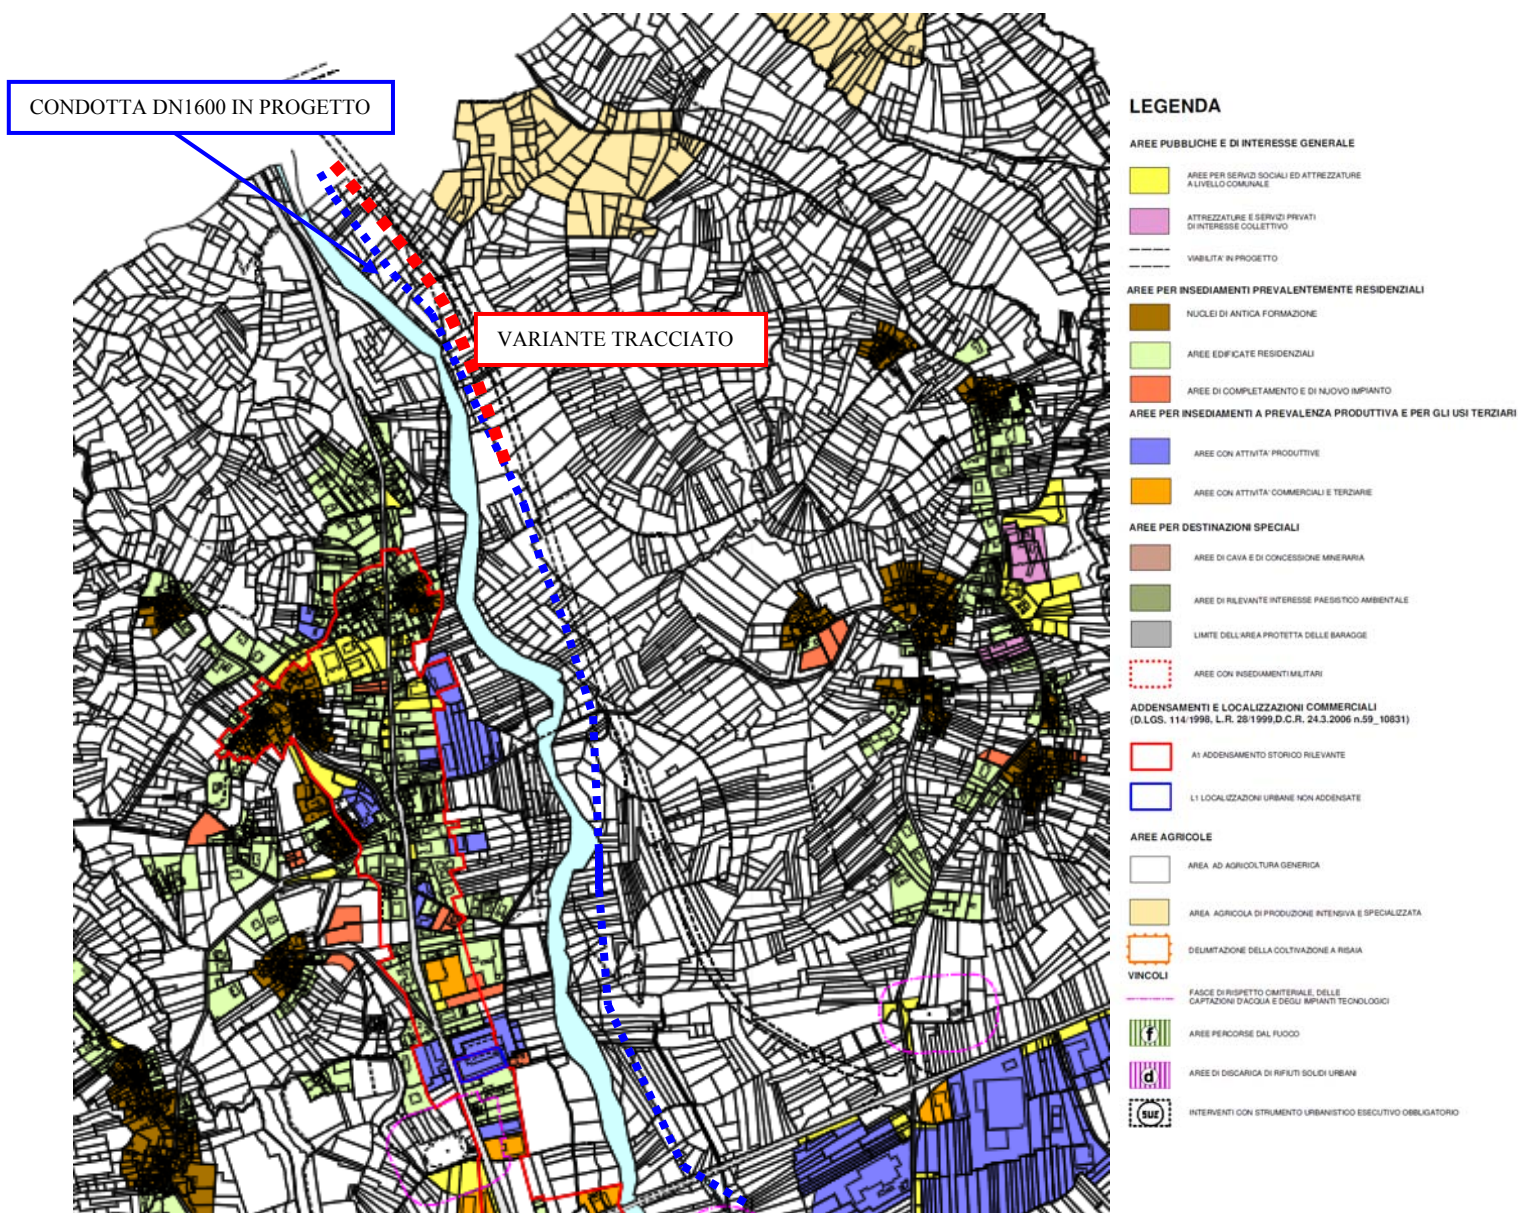 CONDOTTA DN1600 IN PROGETTO
VARIANTE TRACCIATO
LEGENDA
AREE PUBBLICHE E DI INTERESSE GENERALE
AREE PER SERVIZI SOCIALI ED ATTREZZATURE
A LIVELLO COMUNALE
ATTREZZATURE E SERVIZI PRIVATI
DI INTERESSE COLLETTIVO
VIABILITA' IN PROGETTO
AREE PER INSEDIAMENTI PREVALENTEMENTE RESIDENZIALI
NUCLEI DI ANTICA FORMAZIONE
AREE EDIFICATE RESIDENZIALI
AREE DI COMPLETAMENTO E DI NUOVO IMPIANTO
AREE PER INSEDIAMENTI A PREVALENZA PRODUTTIVA E PER GLI USI TERZIARI
AREE CON ATTIVITA' PRODUTTIVE
AREE CON ATTIVITA' COMMERCIALI E TERZIARIE
AREE PER DESTINAZIONI SPECIALI
AREE DI CAVA E DI CONCESSIONE MINERARIA
AREE DI RILEVANTE INTERESSE PAESISTICO AMBIENTALE
LIMITE DELL'AREA PROTETTA DELLE BARAGGE
AREE CON INSEDIAMENTI MILITARI
ADDENSAMENTI E LOCALIZZAZIONI COMMERCIALI
(D.LGS. 114/1998, L.R. 28/1999,D.C.R. 24.3.2006 n.59_10831)
A1 ADDENSAMENTO STORICO RILEVANTE
L1 LOCALIZZAZIONI URBANE NON ADDENSATE
AREE AGRICOLE
AREA AD AGRICOLTURA GENERICA
AREA AGRICOLA DI PRODUZIONE INTENSIVA E SPECIALIZZATA
DELIMITAZIONE DELLA COLTIVAZIONE A RISAIA
VINCOLI
FASCE DI RISPETTO CIMITERIALE, DELLE
CAPTAZIONI D'ACQUA E DEGLI IMPIANTI TECNOLOGICI
f AREE PERCORSE DAL FUOCO
d AREE DI DISCARICA DI RIFIUTI SOLIDI URBANI
SUE INTERVENTI CON STRUMENTO URBANISTICO ESECUTIVO OBBLIGATORIO